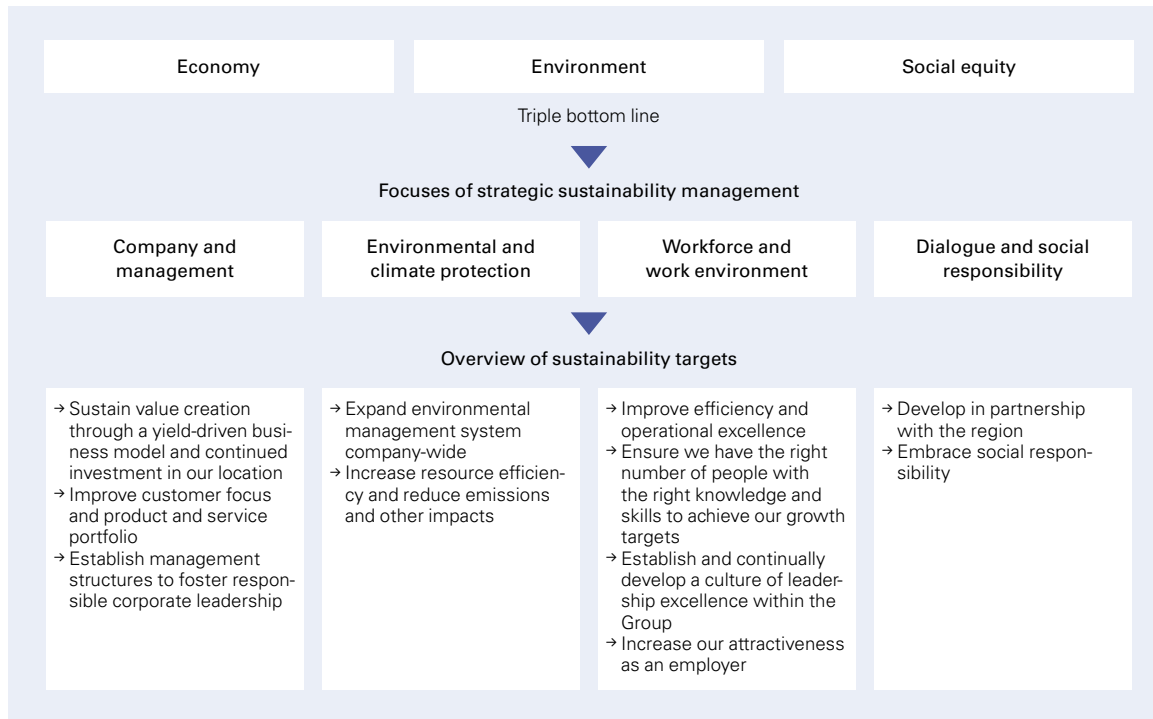 Economy
Environment
Social equity
Triple bottom line
Focuses of strategic sustainability management
Company and
management
Environmental and
climate protection
Workforce and
work environment
Dialogue and social
responsibility
Overview of sustainability targets
→ Sustain value creation
through a yield-driven busi-
ness model and continued
investment in our location
→ Improve customer focus
and product and service
portfolio
→ Establish management
structures to foster respon-
sible corporate leadership
→ Expand environmental
management system
company-wide
→ Increase resource efficien-
cy and reduce emissions
and other impacts
→ Improve efficiency and
operational excellence
→ Ensure we have the right
number of people with
the right knowledge and
skills to achieve our growth
targets
→ Establish and continually
develop a culture of leader-
ship excellence within the
Group
→ Increase our attractiveness
as an employer
→ Develop in partnership
with the region
→ Embrace social respon-
sibility